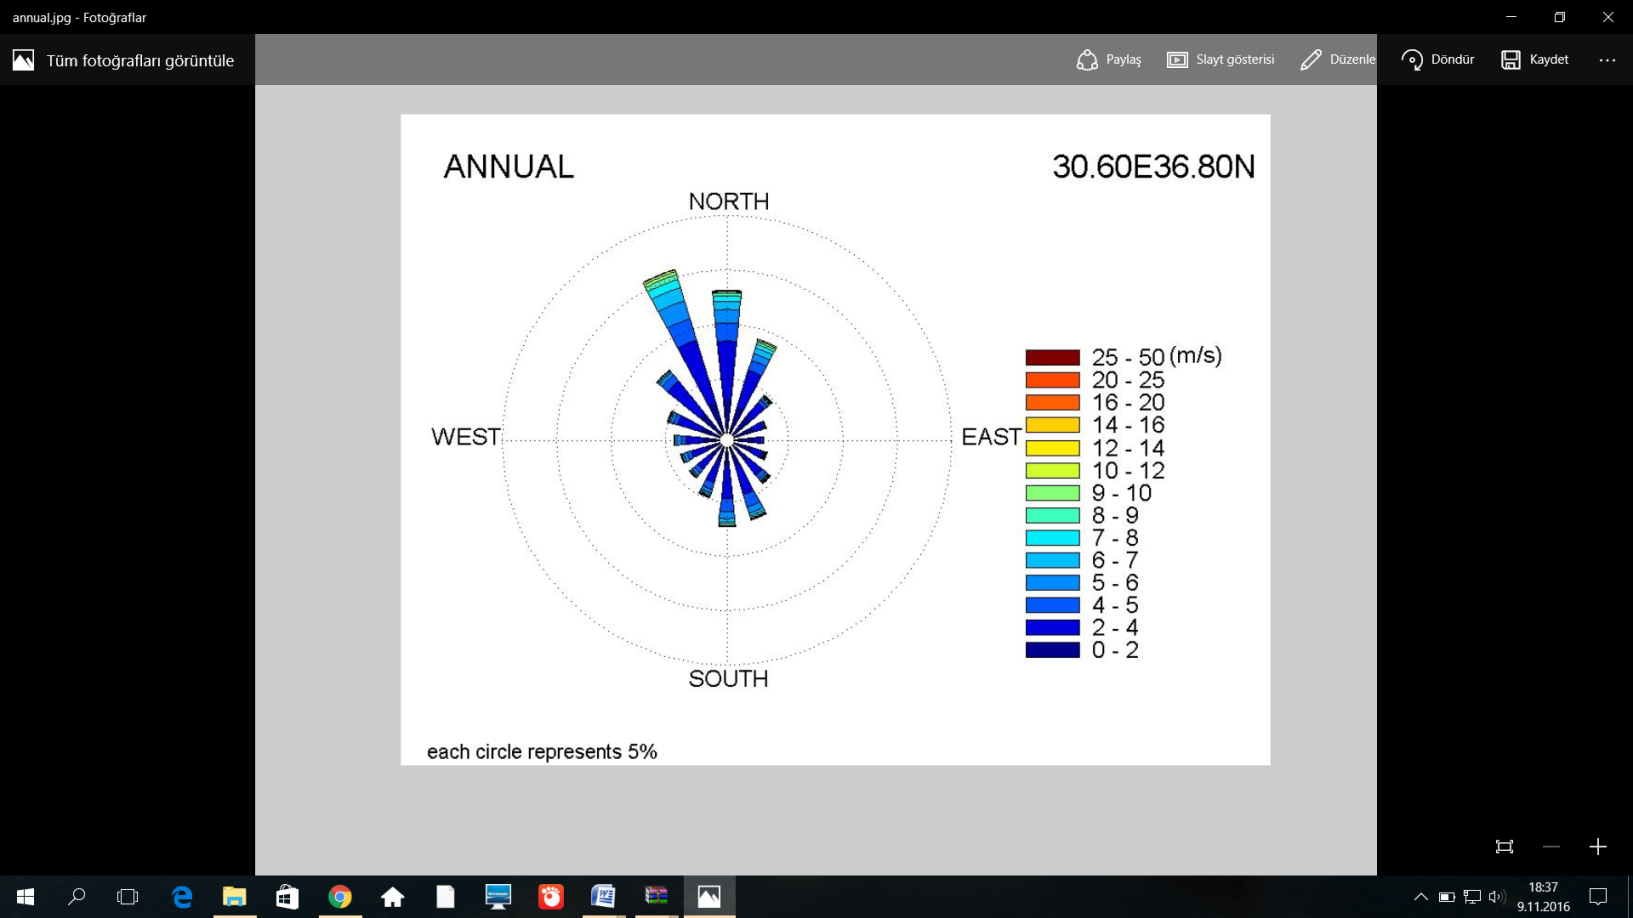 annual.jpg - Fotoğraflar
Tüm fotoğrafları görüntüle
Paylaş
Slayt gösterisi
Düzenle
Döndür
Kaydet
ANNUAL
30.60E36.80N
NORTH
WEST
EAST
SOUTH
25 - 50 (m/s)
20 - 25
16 - 20
14 - 16
12 - 14
10 - 12
9 - 10
8 - 9
7 - 8
6 - 7
5 - 6
4 - 5
2 - 4
0 - 2
each circle represents 5%
18:37
9.11.2016